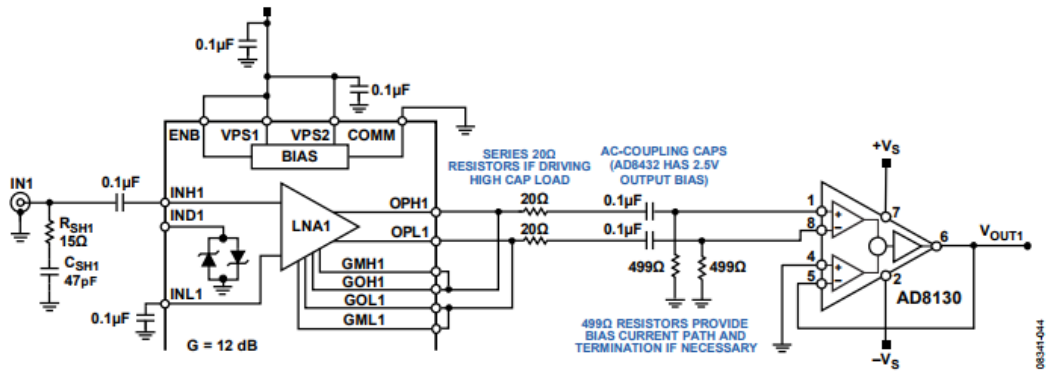 0.1µF
0.1µF
ENB VPS1 VPS2 COMM
BIAS
SERIES 20Ω
RESISTORS IF DRIVING
HIGH CAP LOAD
AC-COUPLING CAPS
(AD8432 HAS 2.5V
OUTPUT BIAS)
+VS
IN1
0.1µF
INH1
IND1
RSH1
15Ω
CSH1
47pF
LNA1
OPH1
OPL1
20Ω
20Ω
0.1µF
0.1µF
1
8
7
6
VOUT1
4
5
2
AD8130
499Ω
499Ω
GMH1
GOH1
GOL1
GML1
INL1
0.1µF
G = 12 dB
499Ω RESISTORS PROVIDE
BIAS CURRENT PATH AND
TERMINATION IF NECESSARY
–VS
08341-044